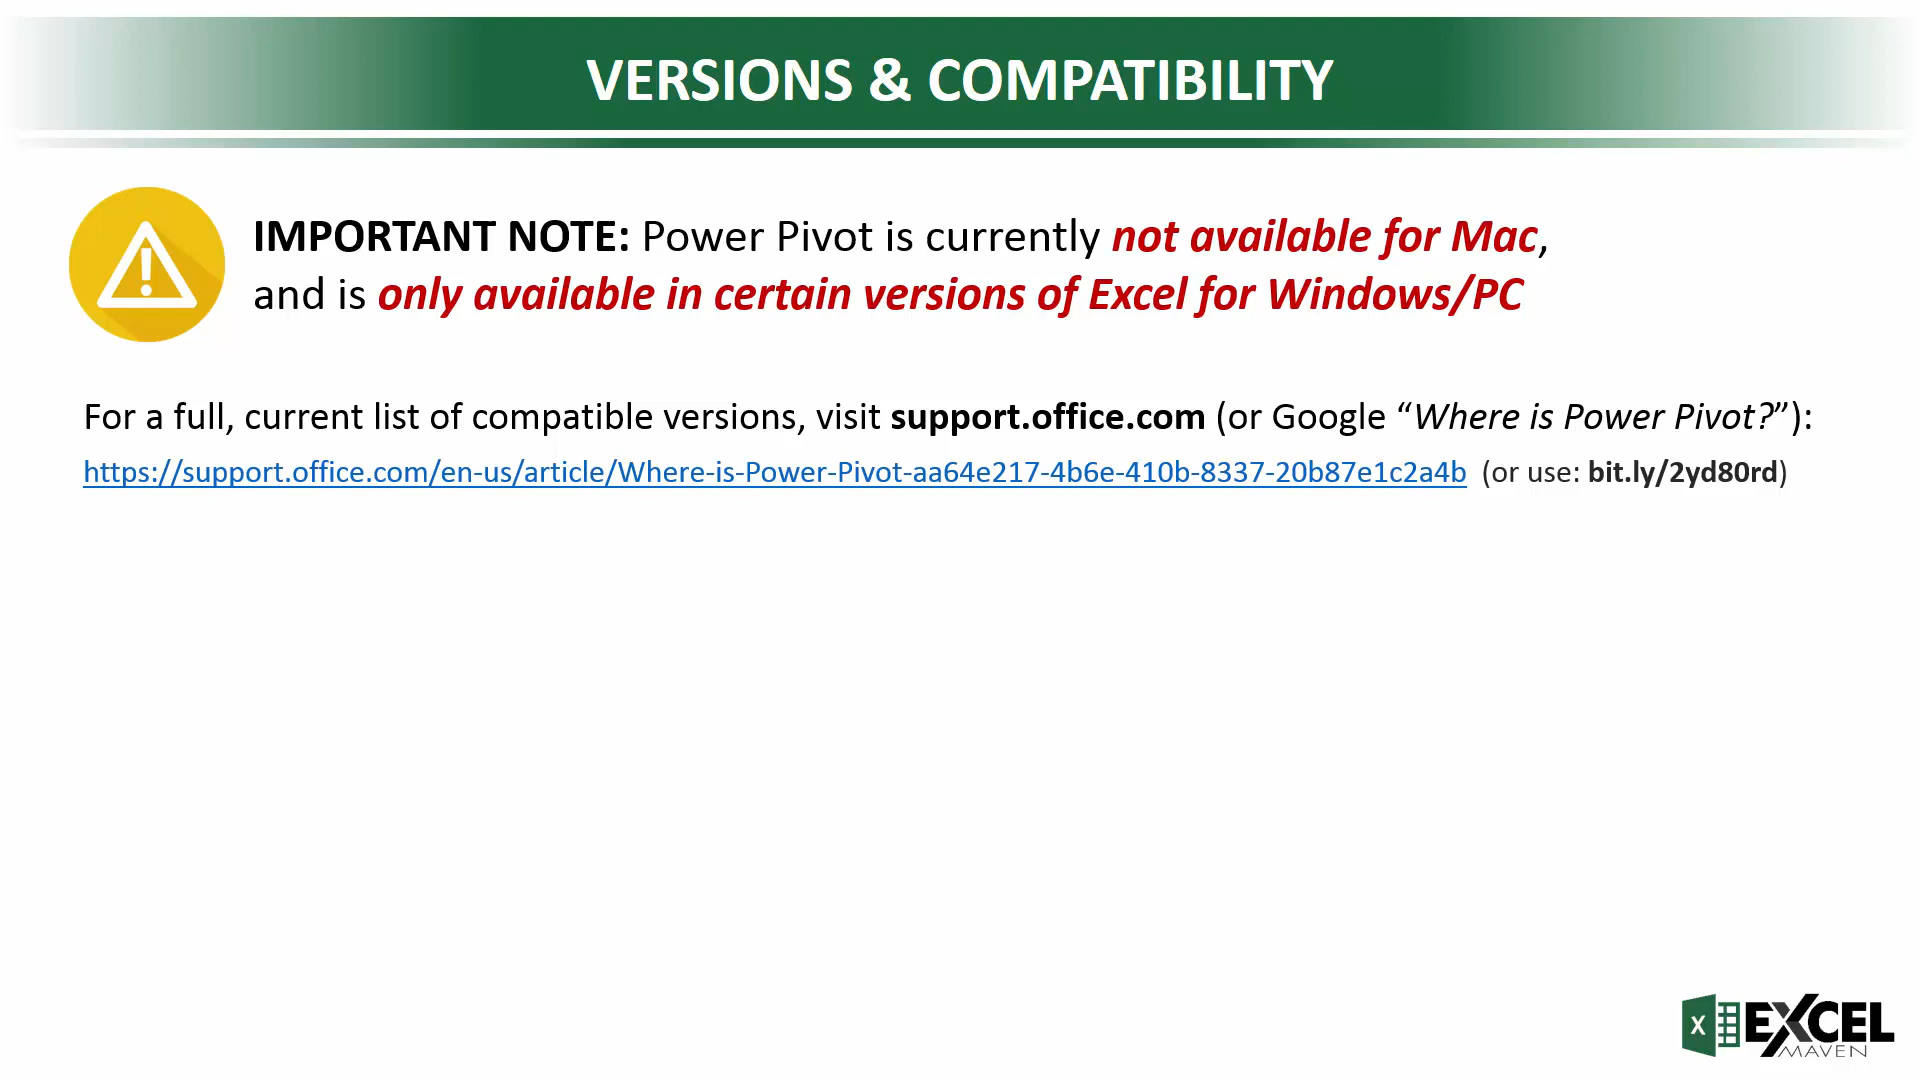 VERSIONS & COMPATIBILITY
IMPORTANT NOTE: Power Pivot is currently not available for Mac,
and is only available in certain versions of Excel for Windows/PC
For a full, current list of compatible versions, visit support.office.com (or Google “Where is Power Pivot?”):
https://support.office.com/en-us/article/Where-is-Power-Pivot-aa64e217-4b6e-410b-8337-20b87e1c2a4b (or use: bit.ly/2yd80rd)
X EXCEL
MAVEN